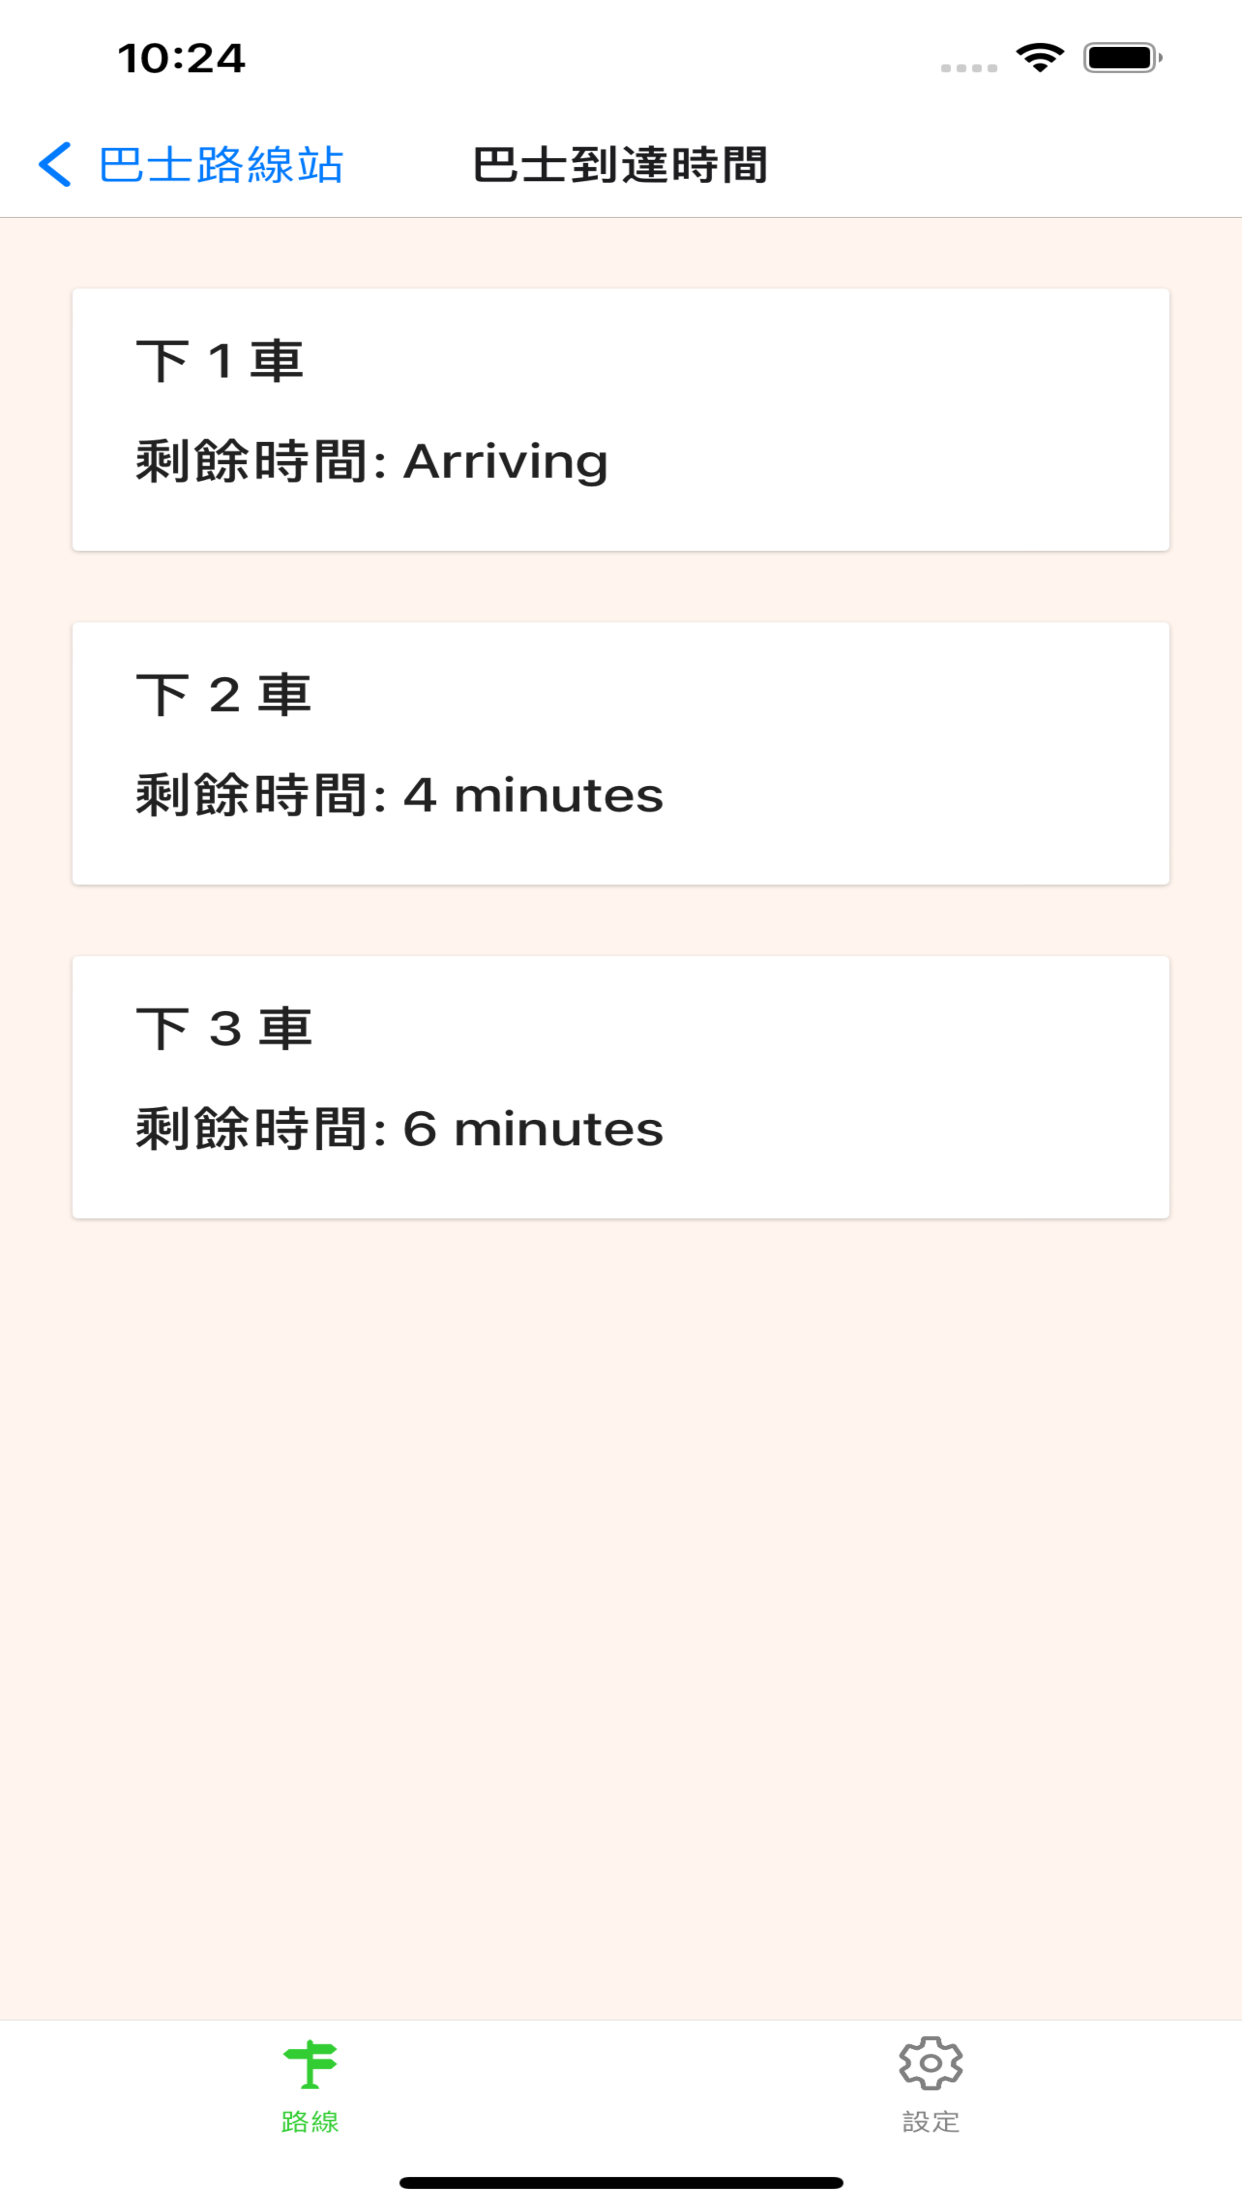 10:24
巴士路線站
巴士到達時間
下 1 車
剩餘時間: Arriving
下 2 車
剩餘時間: 4 minutes
下 3 車
剩餘時間: 6 minutes
路線
設定